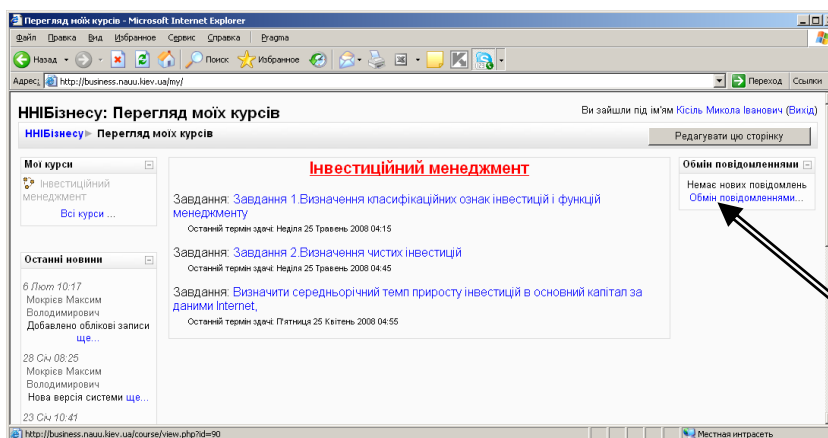 Перегляд моїх курсів - Microsoft Internet Explorer
Файл Правка Вид Избранное Сервис Справка Pragma
Назад Поиск Избранное
Адрес: http://business.nauu.kiev.ua/my/ Переход Ссылки
ННІБізнесу: Перегляд моїх курсів
Ви зайшли під ім'ям Кісіль Микола Іванович (Вихід)
ННІБізнесу ► Перегляд моїх курсів
Редагувати цю сторінку
Мої курси
Інвестиційний
менеджмент
Всі курси ...
Останні новини
6 Лют 10:17
Мокрієв Максим
Володимирович
Добавлено облікові записи
ще...
28 Січ 08:25
Мокрієв Максим
Володимирович
Нова версія системи ще...
23 Січ 10:41
Інвестиційний менеджмент
Завдання: Завдання 1.Визначення класифікаційних ознак інвестицій і функцій
менеджменту
Останній термін здачі: Неділя 25 Травень 2008 04:15
Завдання: Завдання 2.Визначення чистих інвестицій
Останній термін здачі: Неділя 25 Травень 2008 04:45
Завдання: Визначити середньорічний темп приросту інвестицій в основний капітал за
даними Internet,
Останній термін здачі: П'ятниця 25 Квітень 2008 04:55
Обмін повідомленнями
Немає нових повідомлень
Обмін повідомленнями...
http://business.nauu.kiev.ua/course/view.php?id=90
Местная интрасеть